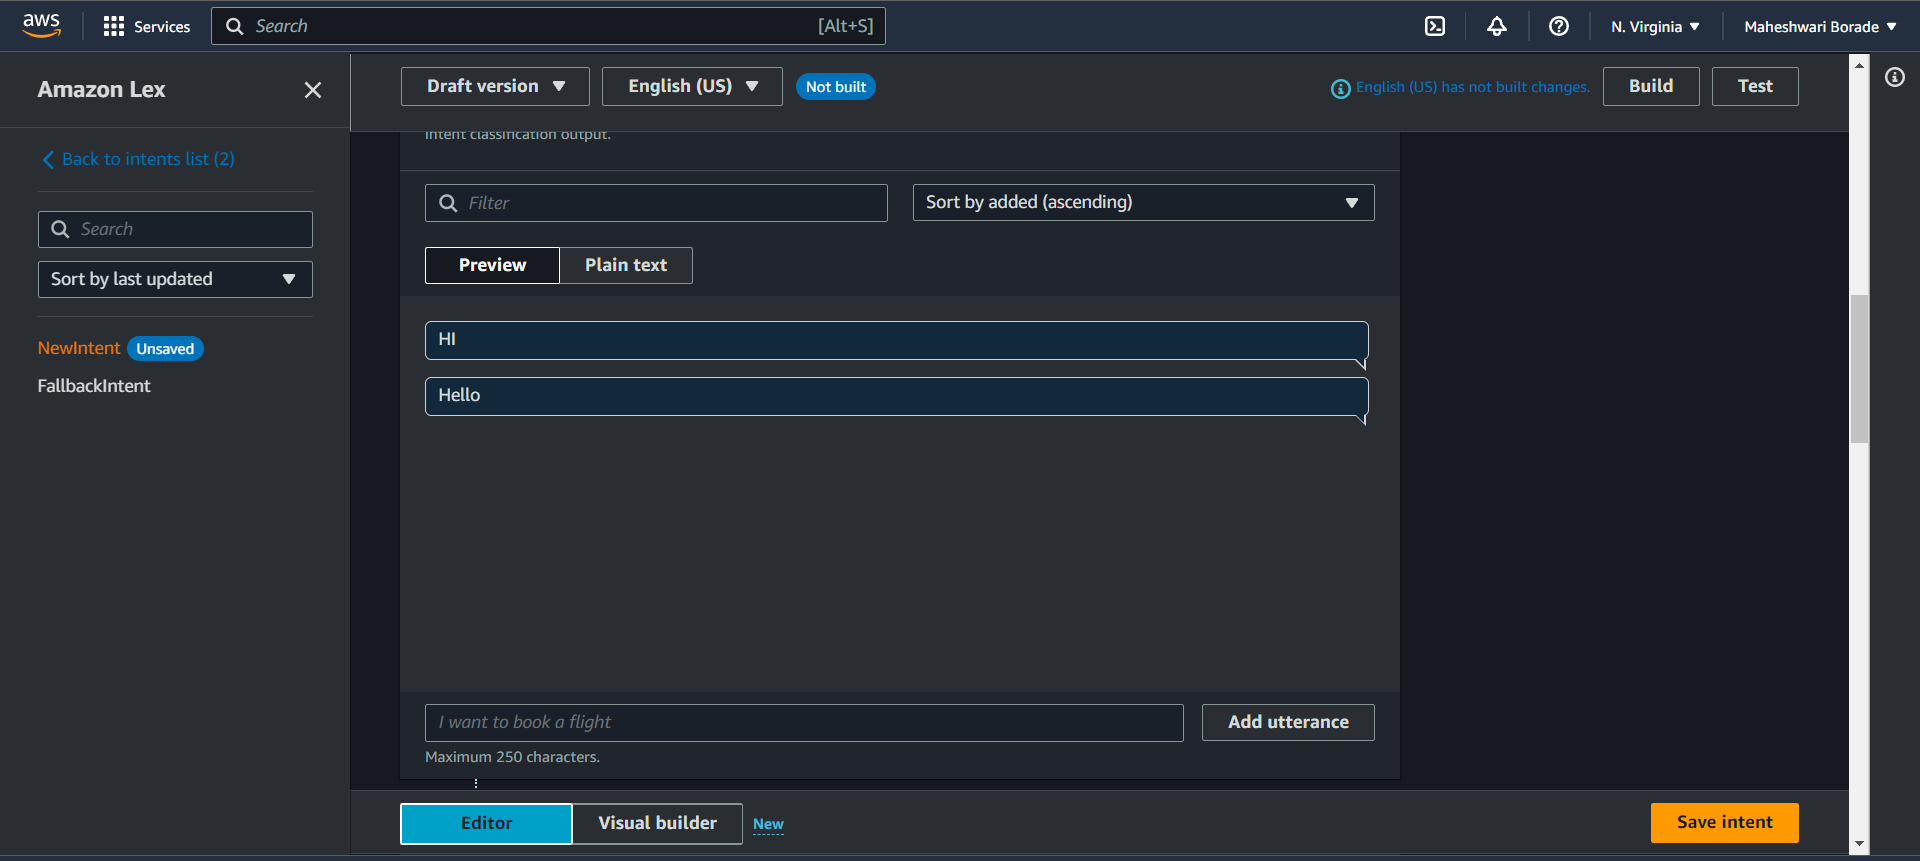 aws
Services
Search
[Alt+S]
N. Virginia
Maheshwari Borade
Amazon Lex
Back to intents list (2)
Search
Sort by last updated
NewIntent
Unsaved
FallbackIntent
Draft version
English (US)
Not built
English (US) has not built changes.
Build
Test
intent classification output.
Filter
Sort by added (ascending)
Preview
Plain text
HI
Hello
I want to book a flight
Add utterance
Maximum 250 characters.
Editor
Visual builder
New
Save intent